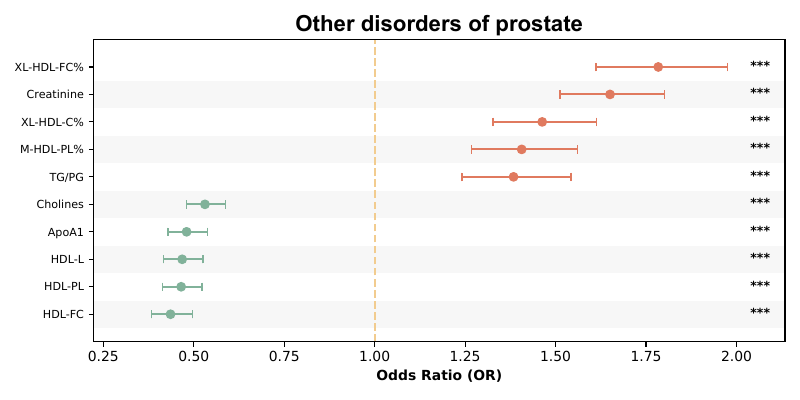 Other disorders of prostate
XL-HDL-FC% ***
Creatinine ***
XL-HDL-C% ***
M-HDL-PL% ***
TG/PG ***
Cholines ***
ApoA1 ***
HDL-L ***
HDL-PL ***
HDL-FC ***
0.25 0.50 0.75 1.00 1.25 1.50 1.75 2.00
Odds Ratio (OR)